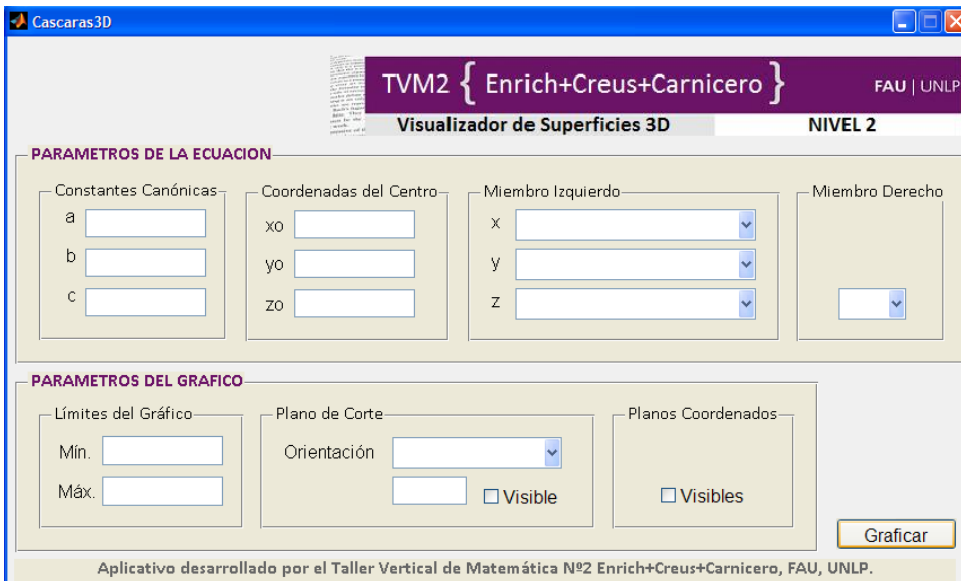 Cascaras3D
TVM2 { Enrich+Creus+Carnicero }
FAU | UNLP
Visualizador de Superficies 3D
NIVEL 2
PARAMETROS DE LA ECUACION
Constantes Canónicas
a
b
c
Coordenadas del Centro
xo
yo
zo
Miembro Izquierdo
x
y
z
Miembro Derecho
PARAMETROS DEL GRAFICO
Límites del Gráfico
Mín.
Máx.
Plano de Corte
Orientación
Visible
Planos Coordenados
Visibles
Graficar
Aplicativo desarrollado por el Taller Vertical de Matemática Nº2 Enrich+Creus+Carnicero, FAU, UNLP.